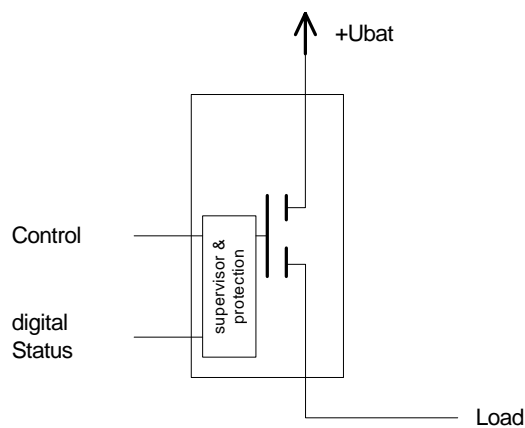 +Ubat
Control
supervisor &
protection
digital
Status
Load